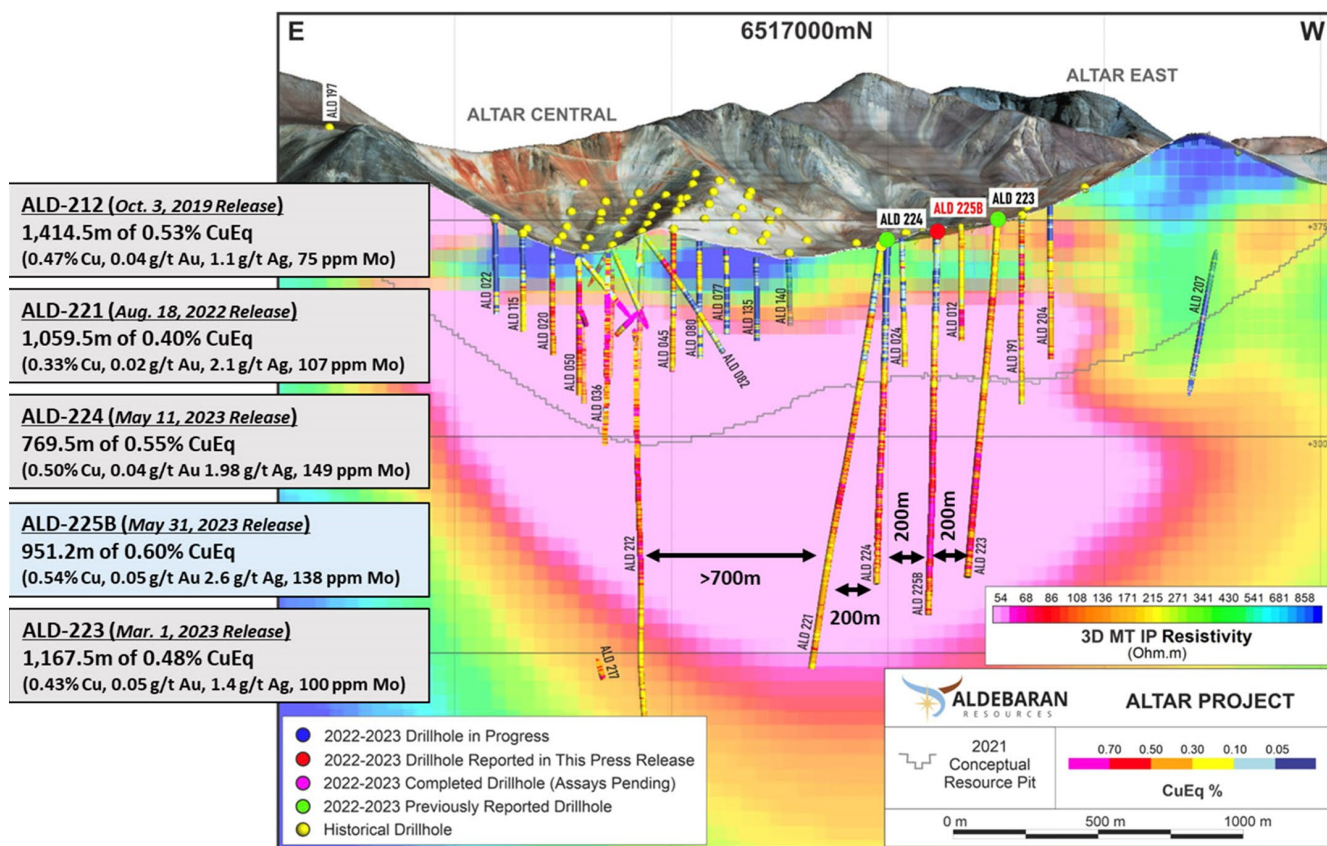 E
6517000mN
W
ALD 197
ALTAR CENTRAL
ALTAR EAST
ALD-212 (Oct. 3, 2019 Release)
1,414.5m of 0.53% CuEq
(0.47% Cu, 0.04 g/t Au, 1.1 g/t Ag, 75 ppm Mo)
ALD-221 (Aug. 18, 2022 Release)
1,059.5m of 0.40% CuEq
(0.33% Cu, 0.02 g/t Au, 2.1 g/t Ag, 107 ppm Mo)
ALD-224 (May 11, 2023 Release)
769.5m of 0.55% CuEq
(0.50% Cu, 0.04 g/t Au 1.98 g/t Ag, 149 ppm Mo)
ALD-225B (May 31, 2023 Release)
951.2m of 0.60% CuEq
(0.54% Cu, 0.05 g/t Au 2.6 g/t Ag, 138 ppm Mo)
ALD-223 (Mar. 1, 2023 Release)
1,167.5m of 0.48% CuEq
(0.43% Cu, 0.05 g/t Au, 1.4 g/t Ag, 100 ppm Mo)
ALD 224
ALD 225B
ALD 223
ALD 022
ALD 115
ALD 020
ALD 050
ALD 036
ALD 045
ALD 080
ALD 082
ALD 077
ALD 135
ALD 140
ALD 024
ALD 012
ALD 191
ALD 204
ALD 207
ALD 212
ALD 217
ALD 221
ALD 224
ALD 225B
ALD 223
>700m
200m
200m
200m
54 68 86 108 136 171 215 271 341 430 541 681 858
3D MT IP Resistivity
(Ohm.m)
2022-2023 Drillhole in Progress
2022-2023 Drillhole Reported in This Press Release
2022-2023 Completed Drillhole (Assays Pending)
2022-2023 Previously Reported Drillhole
Historical Drillhole
ALDEBARAN
RESOURCES
ALTAR PROJECT
2021
Conceptual
Resource Pit
0.70 0.50 0.30 0.10 0.05
CuEq %
0 m 500 m 1000 m